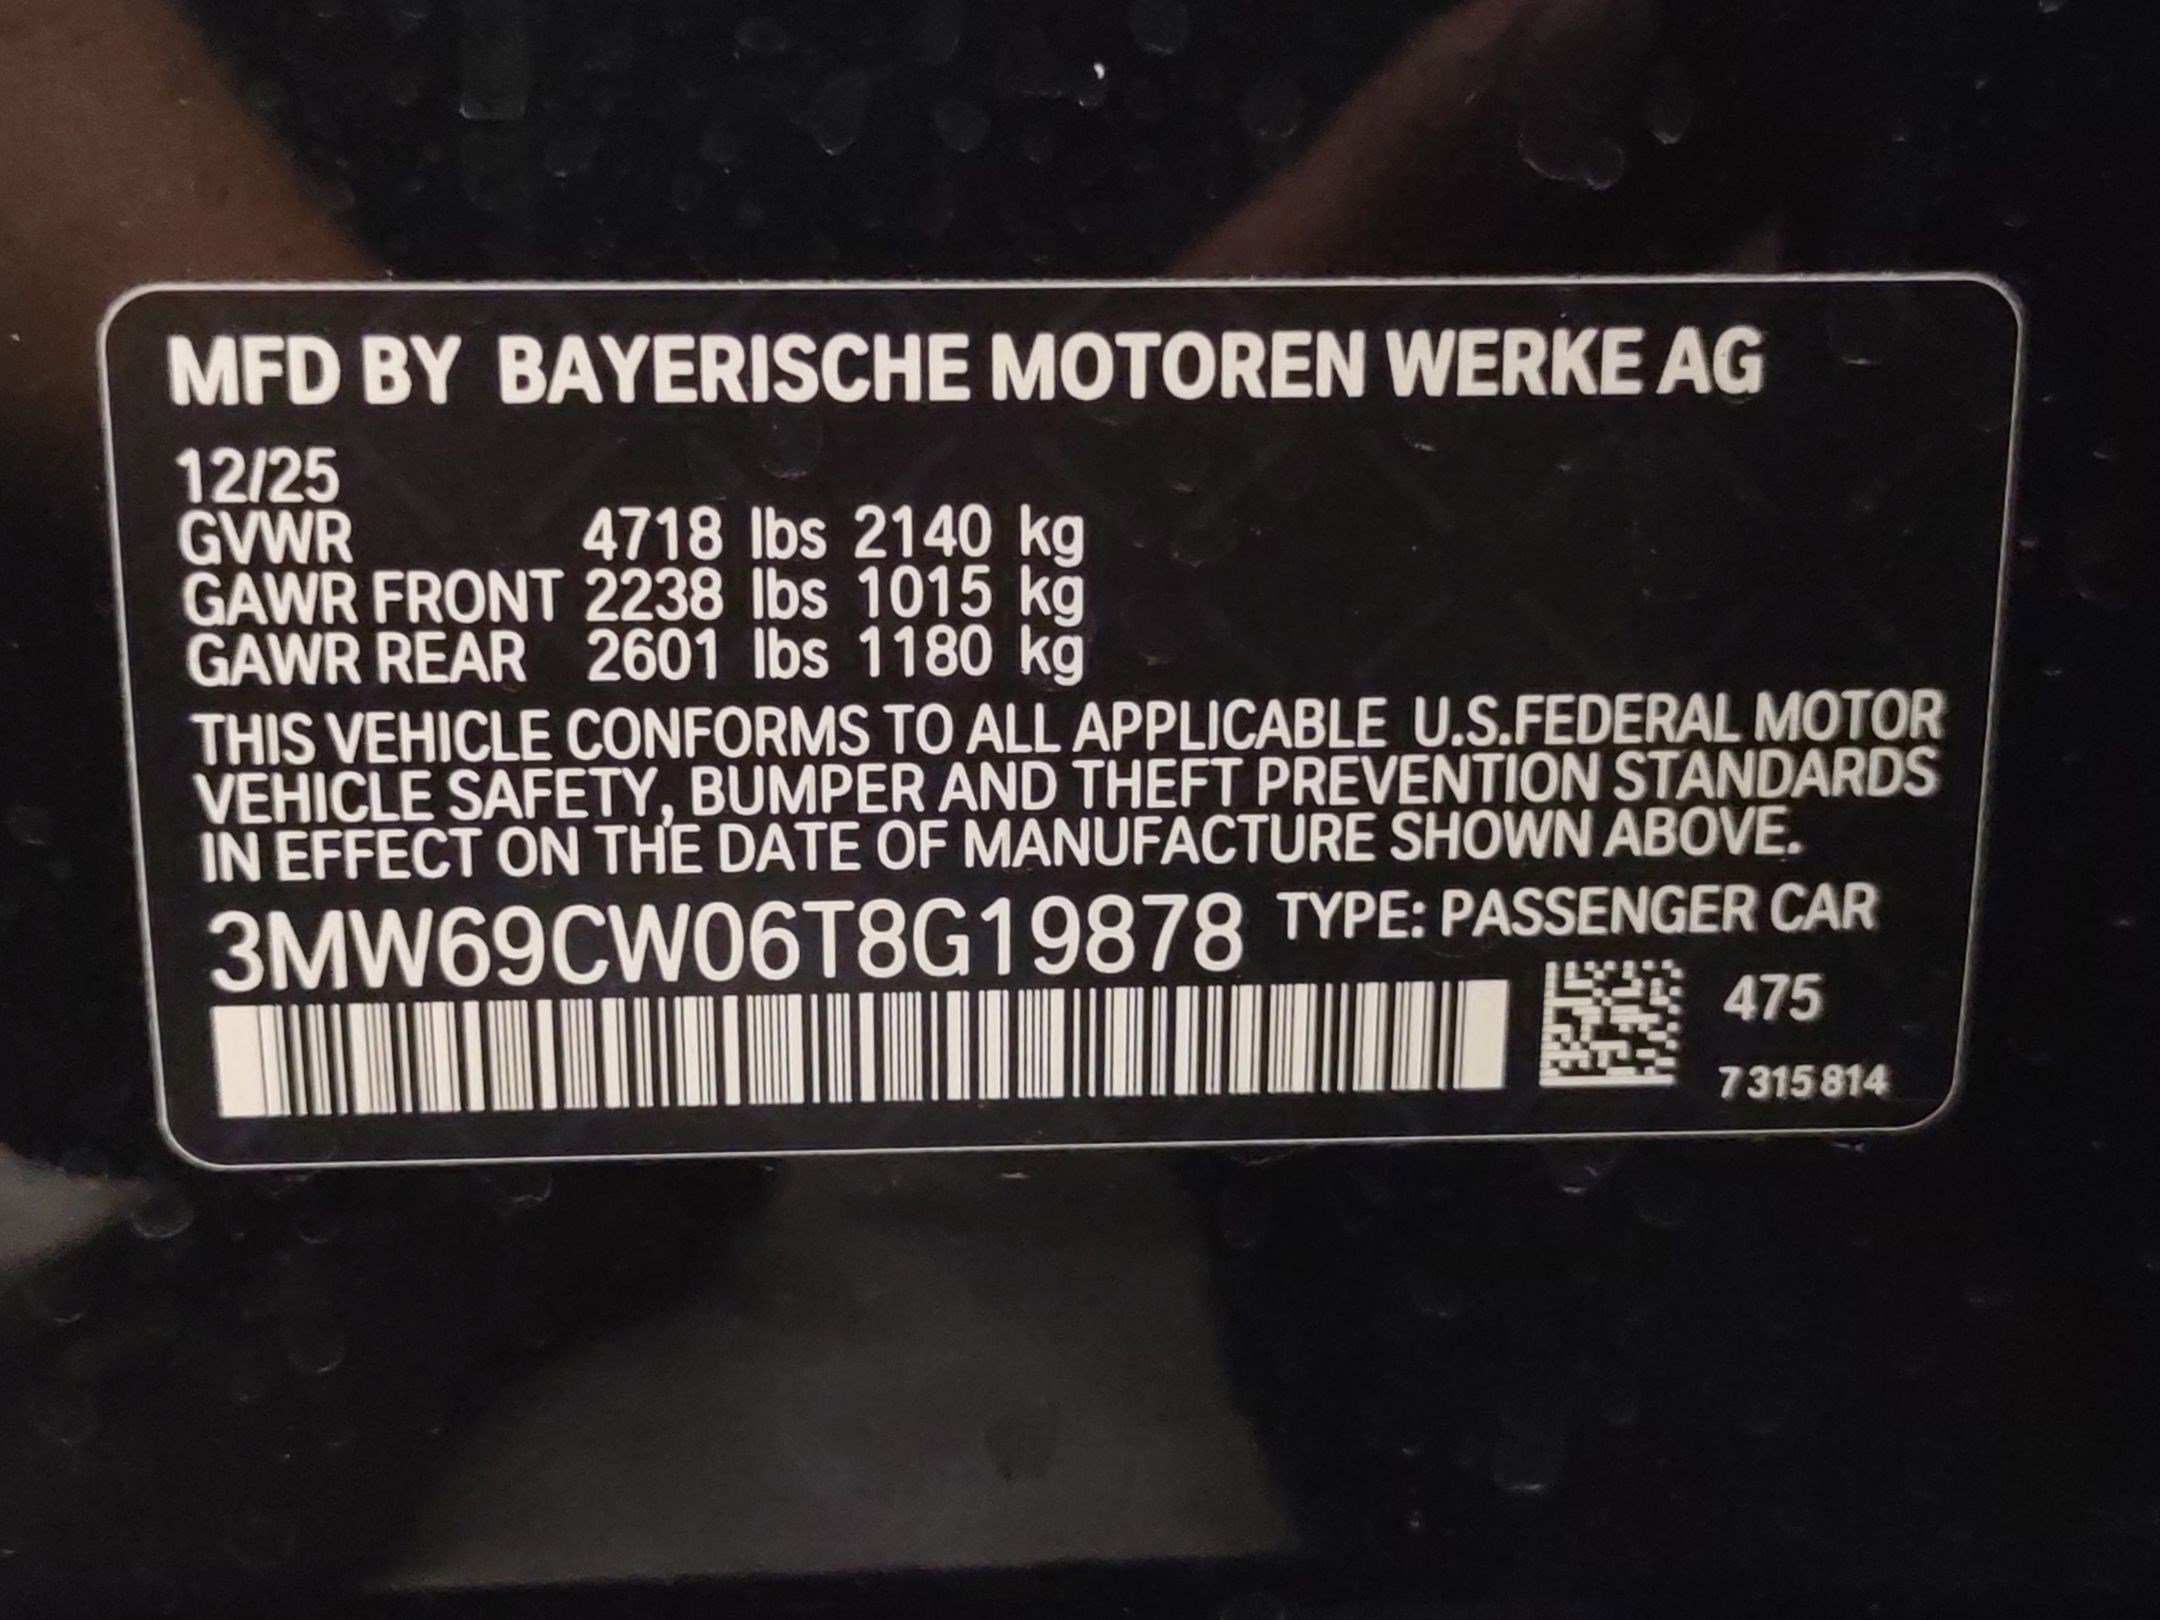 MFD BY BAYERISCHE MOTOREN WERKE AG
12/25
GVWR 4718 lbs 2140 kg
GAWR FRONT 2238 lbs 1015 kg
GAWR REAR 2601 lbs 1180 kg
THIS VEHICLE CONFORMS TO ALL APPLICABLE U.S.FEDERAL MOTOR
VEHICLE SAFETY, BUMPER AND THEFT PREVENTION STANDARDS
IN EFFECT ON THE DATE OF MANUFACTURE SHOWN ABOVE.
3MW69CW06T8G19878 TYPE: PASSENGER CAR
475
7 315 814